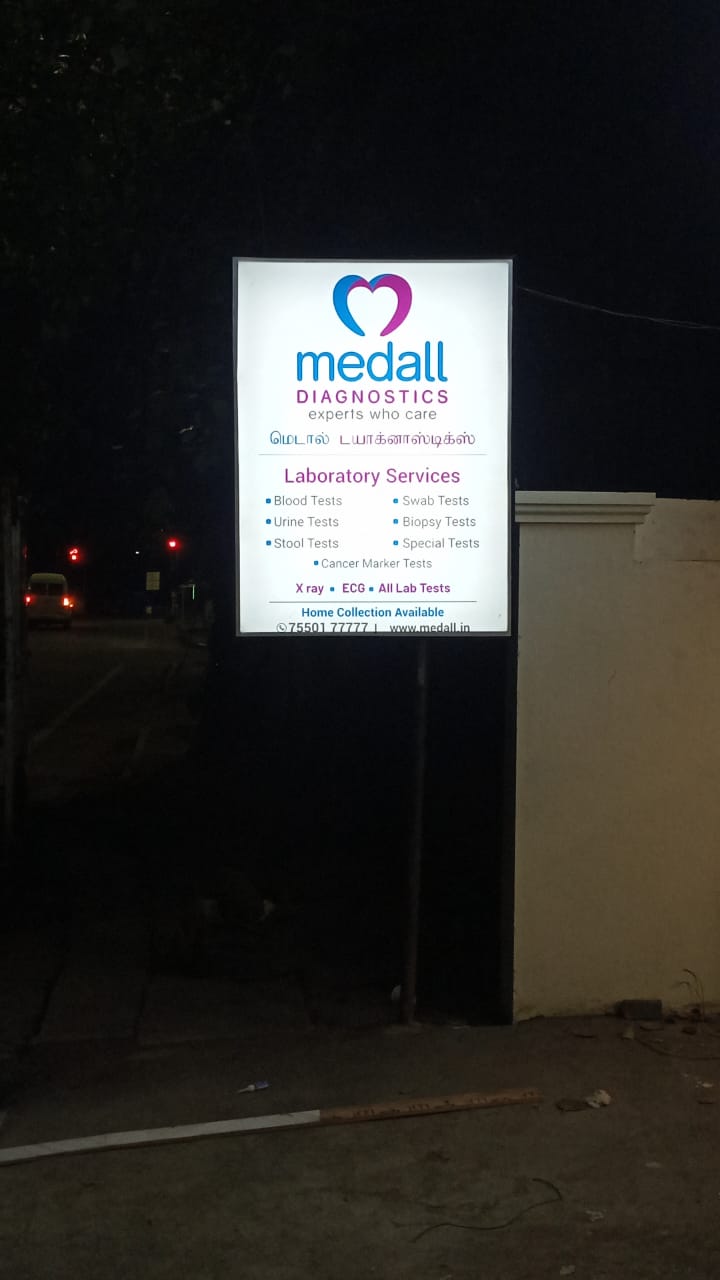 medall
DIAGNOSTICS
experts who care
மெடால் டயாக்னாஸ்டிக்ஸ்
Laboratory Services
▪ Blood Tests ▪ Swab Tests
▪ Urine Tests ▪ Biopsy Tests
▪ Stool Tests ▪ Special Tests
▪ Cancer Marker Tests
X ray ▪ ECG ▪ All Lab Tests
Home Collection Available
75501 77777 | www.medall.in